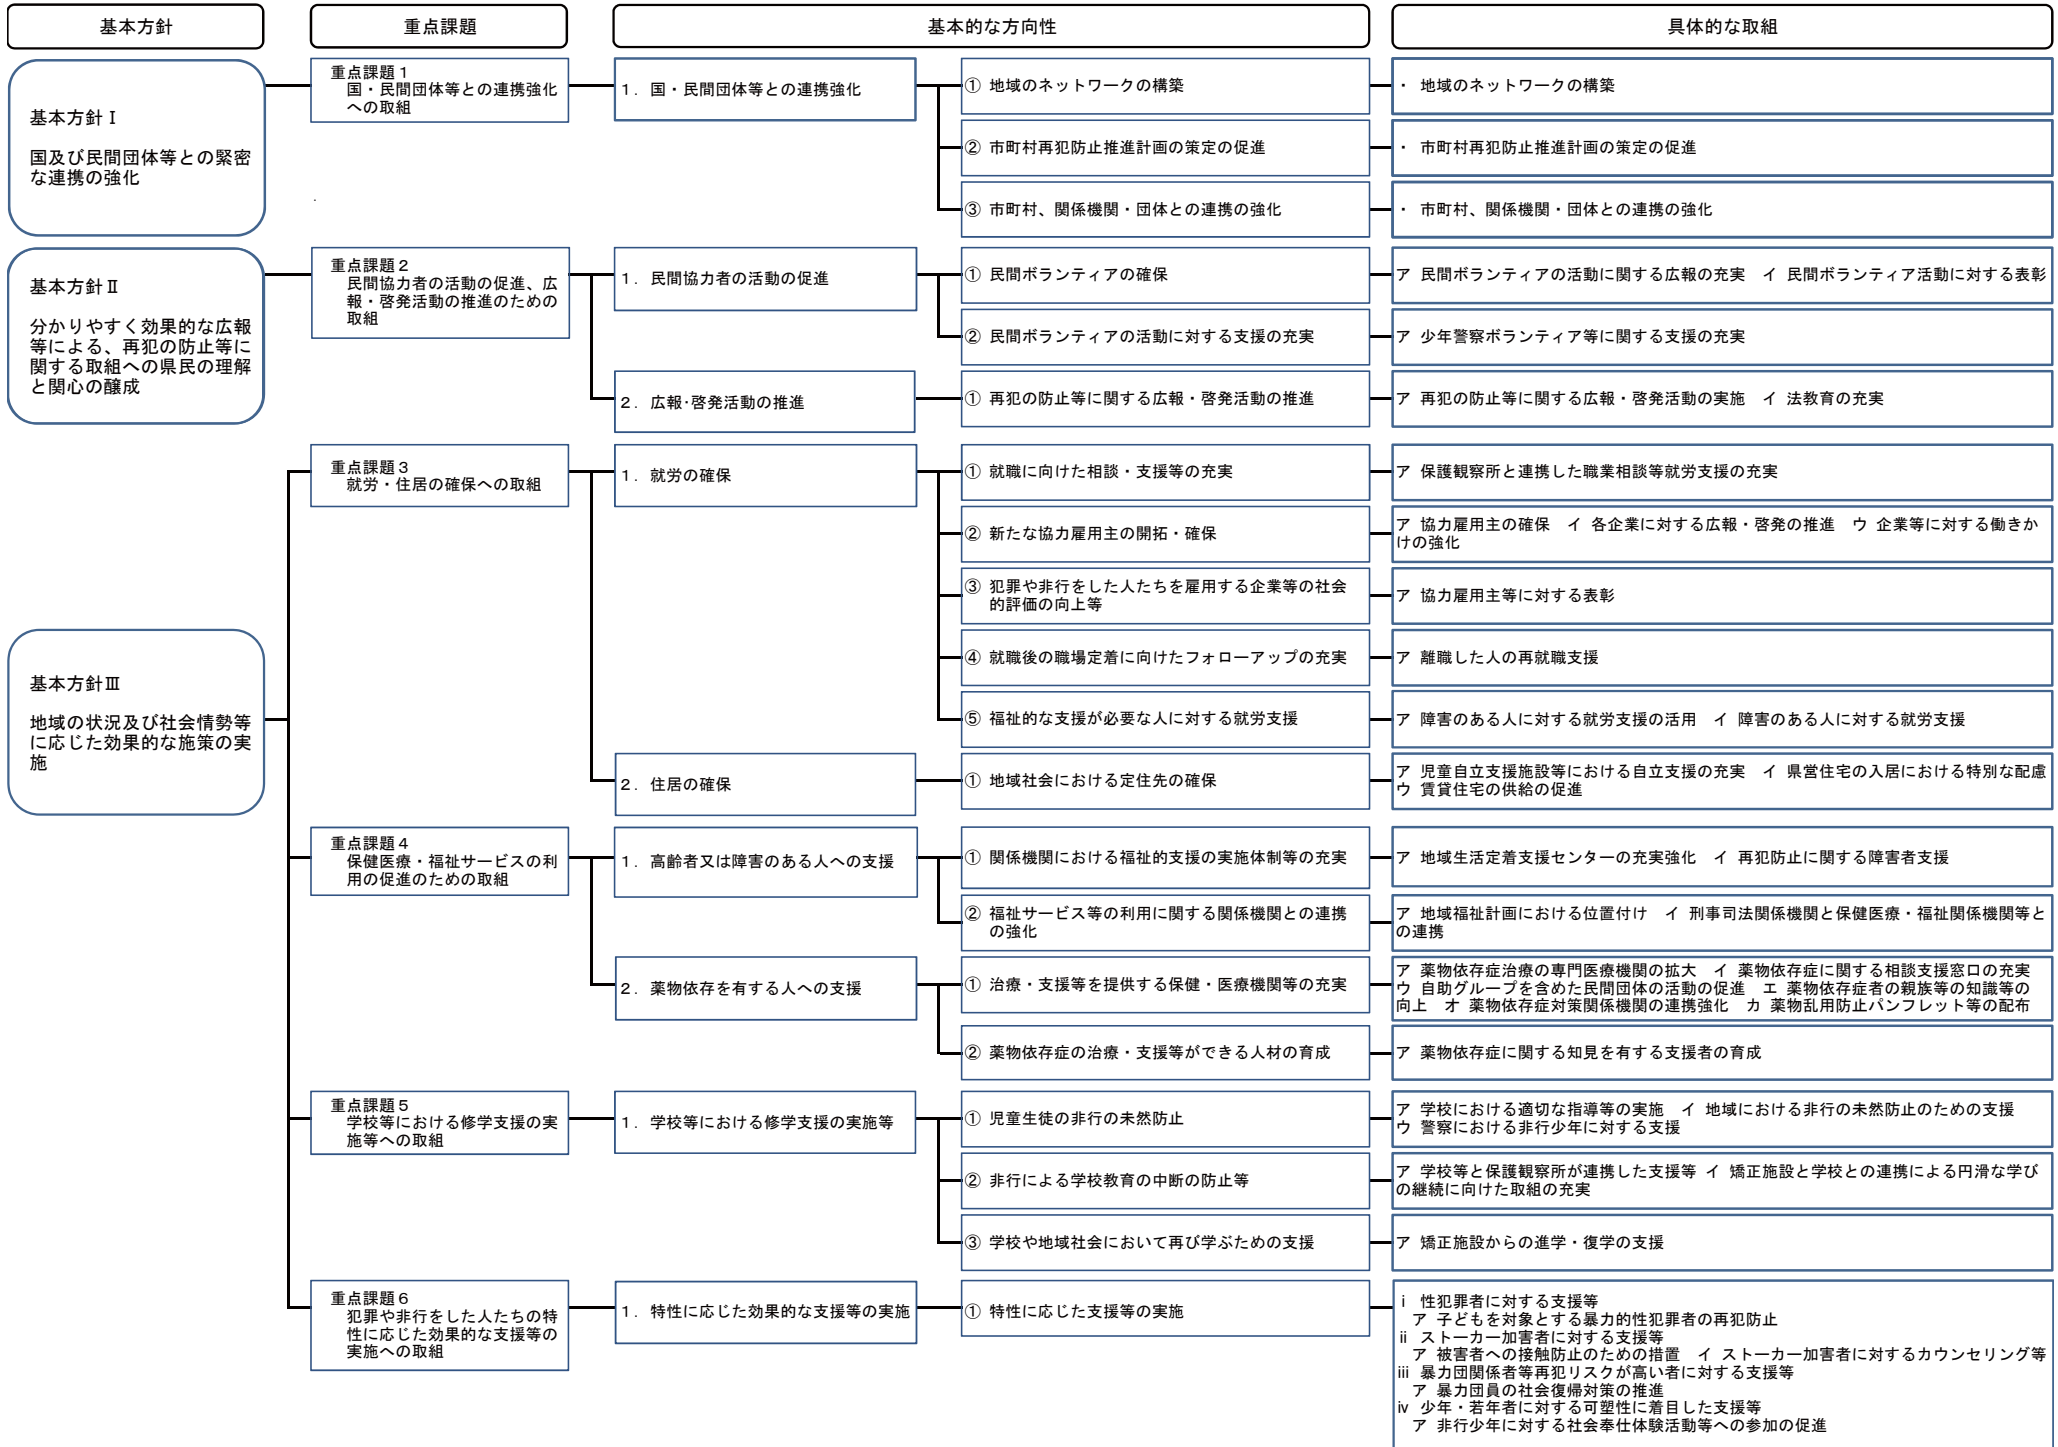 基本方針
重点課題
基本的な方向性
具体的な取組
基本方針Ⅰ
国及び民間団体等との緊密
な連携の強化
重点課題１
国・民間団体等との連携強化
への取組
１．国・民間団体等との連携強化
① 地域のネットワークの構築
・ 地域のネットワークの構築
② 市町村再犯防止推進計画の策定の促進
・ 市町村再犯防止推進計画の策定の促進
③ 市町村、関係機関・団体との連携の強化
・ 市町村、関係機関・団体との連携の強化
基本方針Ⅱ
分かりやすく効果的な広報
等による、再犯の防止等に
関する取組への県民の理解
と関心の醸成
重点課題２
民間協力者の活動の促進、広
報・啓発活動の推進のための
取組
１．民間協力者の活動の促進
① 民間ボランティアの確保
ア 民間ボランティアの活動に関する広報の充実　イ 民間ボランティア活動に対する表彰
② 民間ボランティアの活動に対する支援の充実
ア 少年警察ボランティア等に関する支援の充実
２．広報･啓発活動の推進
① 再犯の防止等に関する広報・啓発活動の推進
ア 再犯の防止等に関する広報・啓発活動の実施　イ 法教育の充実
基本方針Ⅲ
地域の状況及び社会情勢等
に応じた効果的な施策の実
施
重点課題３
就労・住居の確保への取組
１．就労の確保
① 就職に向けた相談・支援等の充実
ア 保護観察所と連携した職業相談等就労支援の充実
② 新たな協力雇用主の開拓・確保
ア 協力雇用主の確保　イ 各企業に対する広報・啓発の推進　ウ 企業等に対する働きか
けの強化
③ 犯罪や非行をした人たちを雇用する企業等の社会
的評価の向上等
ア 協力雇用主等に対する表彰
④ 就職後の職場定着に向けたフォローアップの充実
ア 離職した人の再就職支援
⑤ 福祉的な支援が必要な人に対する就労支援
ア 障害のある人に対する就労支援の活用　イ 障害のある人に対する就労支援
２．住居の確保
① 地域社会における定住先の確保
ア 児童自立支援施設等における自立支援の充実　イ 県営住宅の入居における特別な配慮
ウ 賃貸住宅の供給の促進
重点課題４
保健医療・福祉サービスの利
用の促進のための取組
１．高齢者又は障害のある人への支援
① 関係機関における福祉的支援の実施体制等の充実
ア 地域生活定着支援センターの充実強化　イ 再犯防止に関する障害者支援
② 福祉サービス等の利用に関する関係機関との連携
の強化
ア 地域福祉計画における位置付け　イ 刑事司法関係機関と保健医療・福祉関係機関等と
の連携
２．薬物依存を有する人への支援
① 治療・支援等を提供する保健・医療機関等の充実
ア 薬物依存症治療の専門医療機関の拡大　イ 薬物依存症に関する相談支援窓口の充実
ウ 自助グループを含めた民間団体の活動の促進　エ 薬物依存症者の親族等の知識等の
向上　オ 薬物依存症対策関係機関の連携強化　カ 薬物乱用防止パンフレット等の配布
② 薬物依存症の治療・支援等ができる人材の育成
ア 薬物依存症に関する知見を有する支援者の育成
重点課題５
学校等における修学支援の実
施等への取組
１．学校等における修学支援の実施等
① 児童生徒の非行の未然防止
ア 学校における適切な指導等の実施　イ 地域における非行の未然防止のための支援
ウ 警察における非行少年に対する支援
② 非行による学校教育の中断の防止等
ア 学校等と保護観察所が連携した支援等 イ 矯正施設と学校との連携による円滑な学び
の継続に向けた取組の充実
③ 学校や地域社会において再び学ぶための支援
ア 矯正施設からの進学・復学の支援
重点課題６
犯罪や非行をした人たちの特
性に応じた効果的な支援等の
実施への取組
１．特性に応じた効果的な支援等の実施
① 特性に応じた支援等の実施
ⅰ 性犯罪者に対する支援等
ア 子どもを対象とする暴力的性犯罪者の再犯防止
ⅱ ストーカー加害者に対する支援等
ア 被害者への接触防止のための措置　イ ストーカー加害者に対するカウンセリング等
ⅲ 暴力団関係者等再犯リスクが高い者に対する支援等
ア 暴力団員の社会復帰対策の推進
ⅳ 少年・若年者に対する可塑性に着目した支援等
ア 非行少年に対する社会奉仕体験活動等への参加の促進